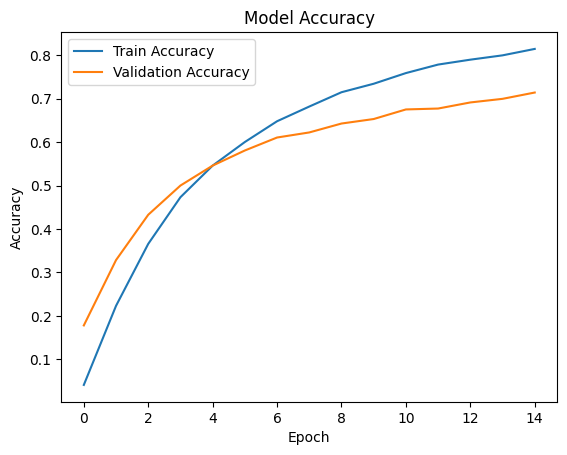 Model Accuracy
Train Accuracy
Validation Accuracy
Accuracy
0.8
0.7
0.6
0.5
0.4
0.3
0.2
0.1
0 2 4 6 8 10 12 14
Epoch